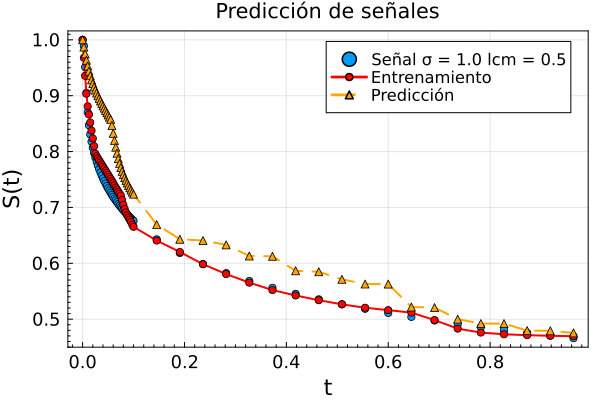 Predicción de señales
Señal σ = 1.0 lcm = 0.5
Entrenamiento
Predicción
1.0
0.9
0.8
0.7
0.6
0.5
S(t)
0.0 0.2 0.4 0.6 0.8
t